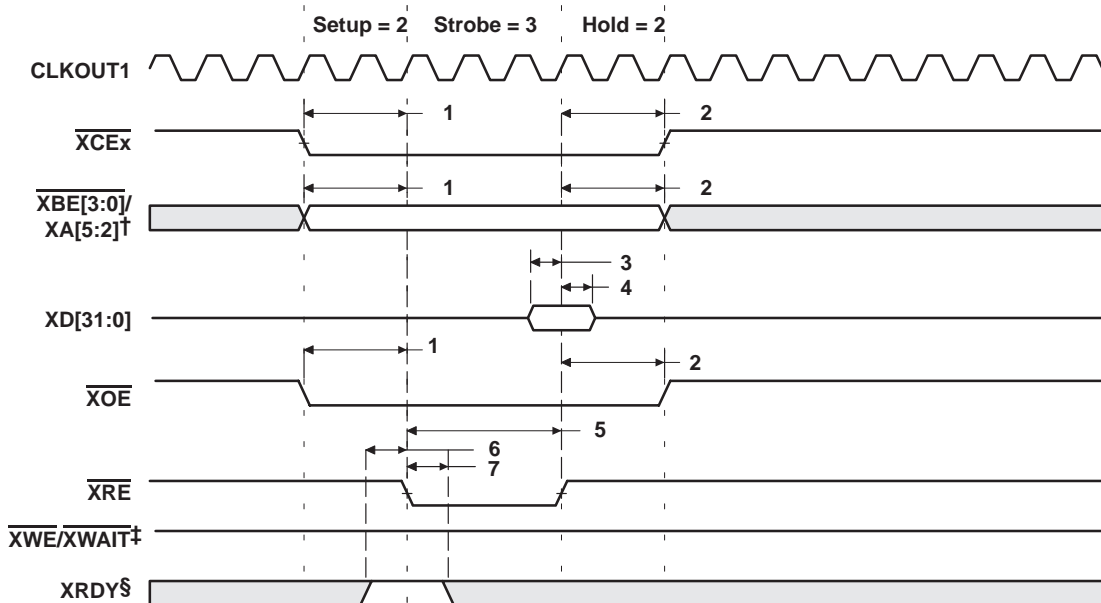 Setup = 2 Strobe = 3 Hold = 2
CLKOUT1
1 2
XCEx
1 2
XBE[3:0]/
XA[5:2]†
3
4
XD[31:0]
1
2
XOE
5
6
7
XRE
XWE/XWAIT‡
XRDY§